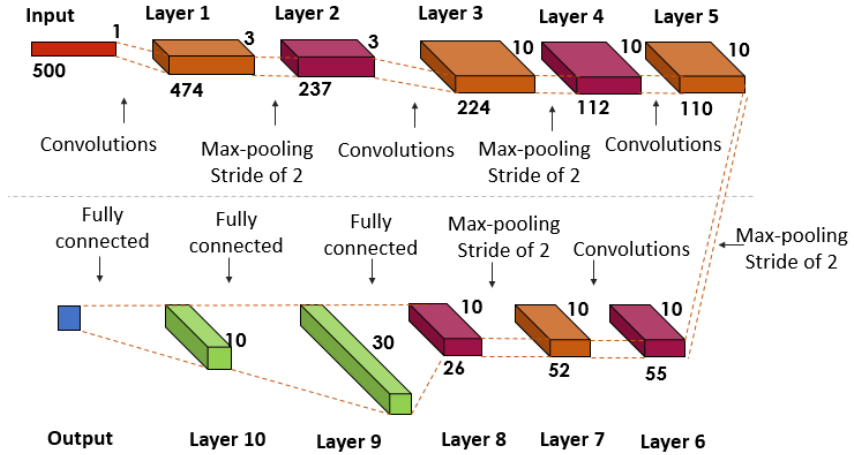 Input
Layer 1
Layer 2
Layer 3
Layer 4
Layer 5
1
3
3
10
10
10
500
474
237
224
112
110
Convolutions
Max-pooling
Stride of 2
Convolutions
Max-pooling
Stride of 2
Convolutions
Fully
connected
Fully
connected
Fully
connected
Max-pooling
Stride of 2
Convolutions
Max-pooling
Stride of 2
10
30
10
10
10
26
52
55
Output
Layer 10
Layer 9
Layer 8
Layer 7
Layer 6